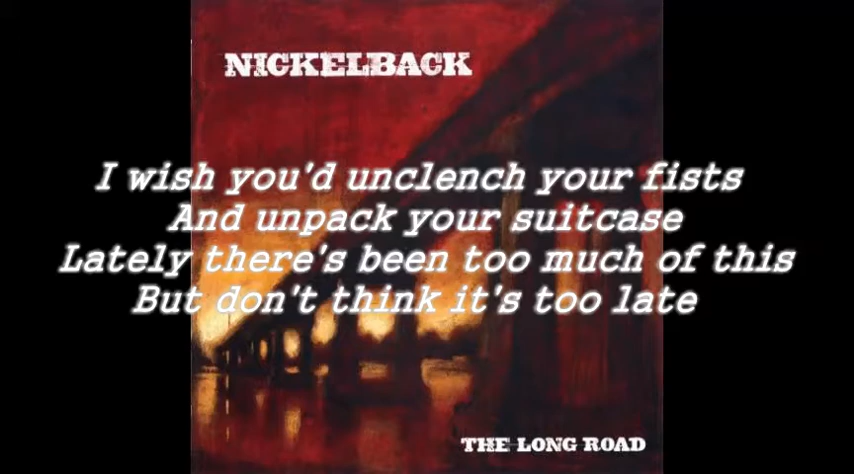 NICKELBACK
I wish you'd unclench your fists
And unpack your suitcase
Lately there's been too much of this
But don't think it's too late
THE LONG ROAD